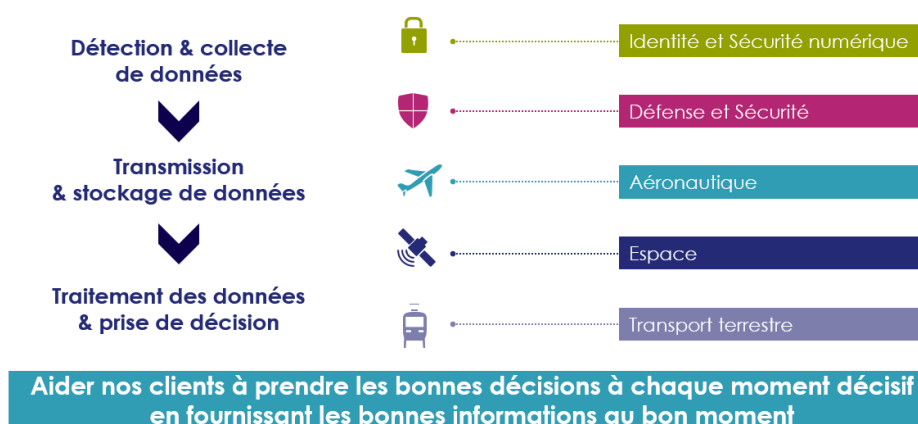 Détection & collecte
de données
Transmission
& stockage de données
Traitement des données
& prise de décision
Identité et Sécurité numérique
Défense et Sécurité
Aéronautique
Espace
Transport terrestre
Aider nos clients à prendre les bonnes décisions à chaque moment décisif
en fournissant les bonnes informations au bon moment